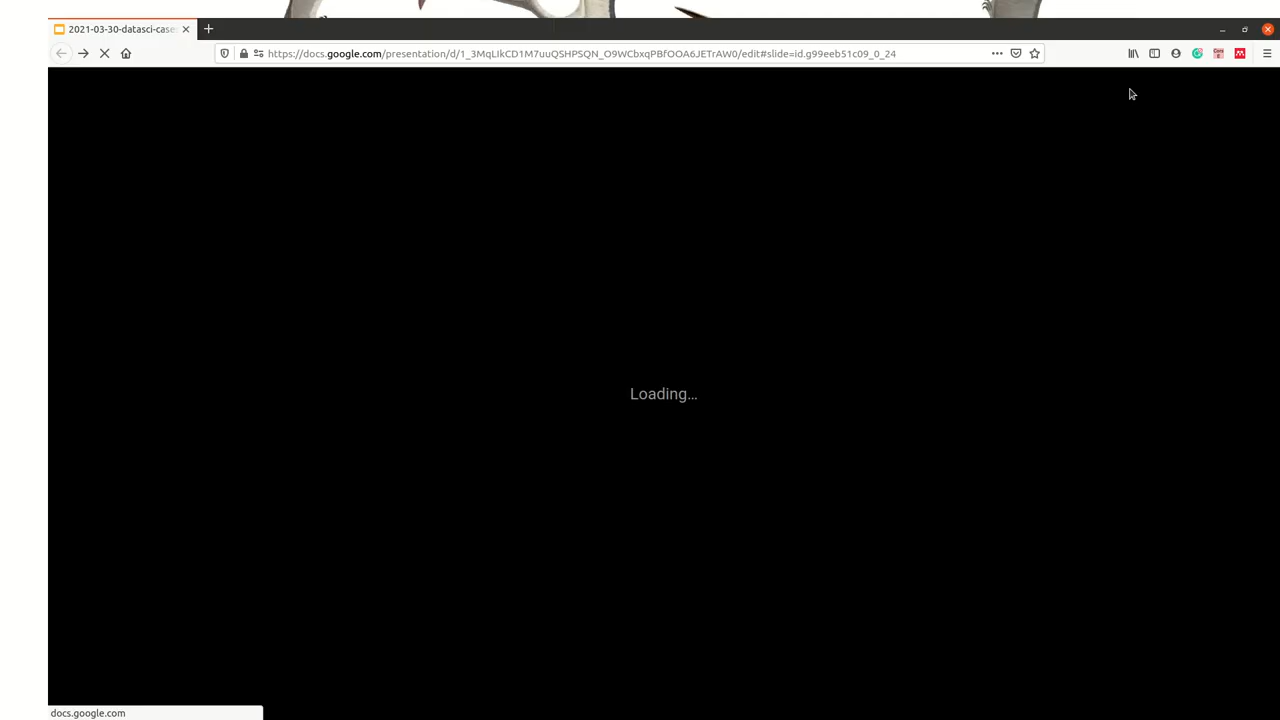 2021-03-30-datasci-case
https://docs.google.com/presentation/d/1_3MqLIkCD1M7uuQSHPSQN_O9WCbxqPBfOOA6JETrAW0/edit#slide=id.g99eeb51c09_0_24
Loading...
docs.google.com